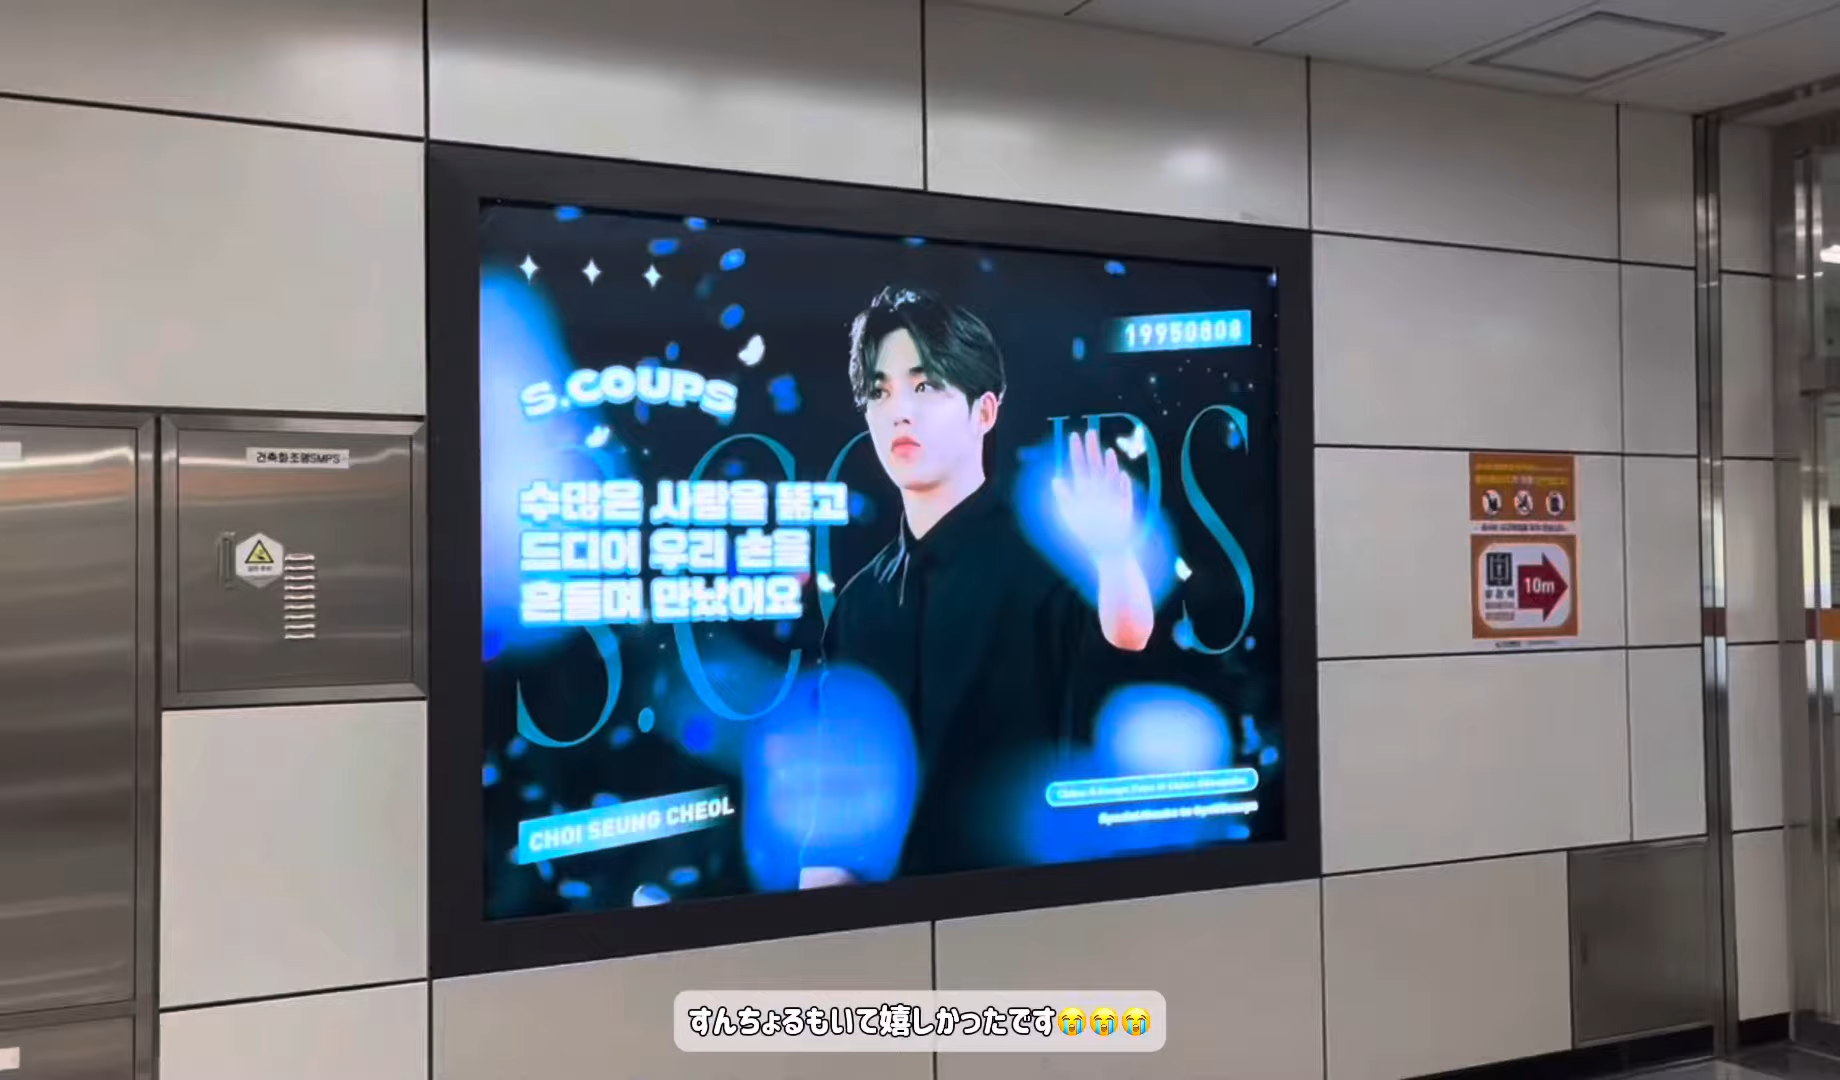 S.COUPS
19950808
S.COUPS
수많은 사람을 뚫고
드디어 우리 손을
흔들며 만났어요
CHOI SEUNG CHEOL
건축화조명SMPS
10m
すんちょるもいて嬉しかったです😭😭😭